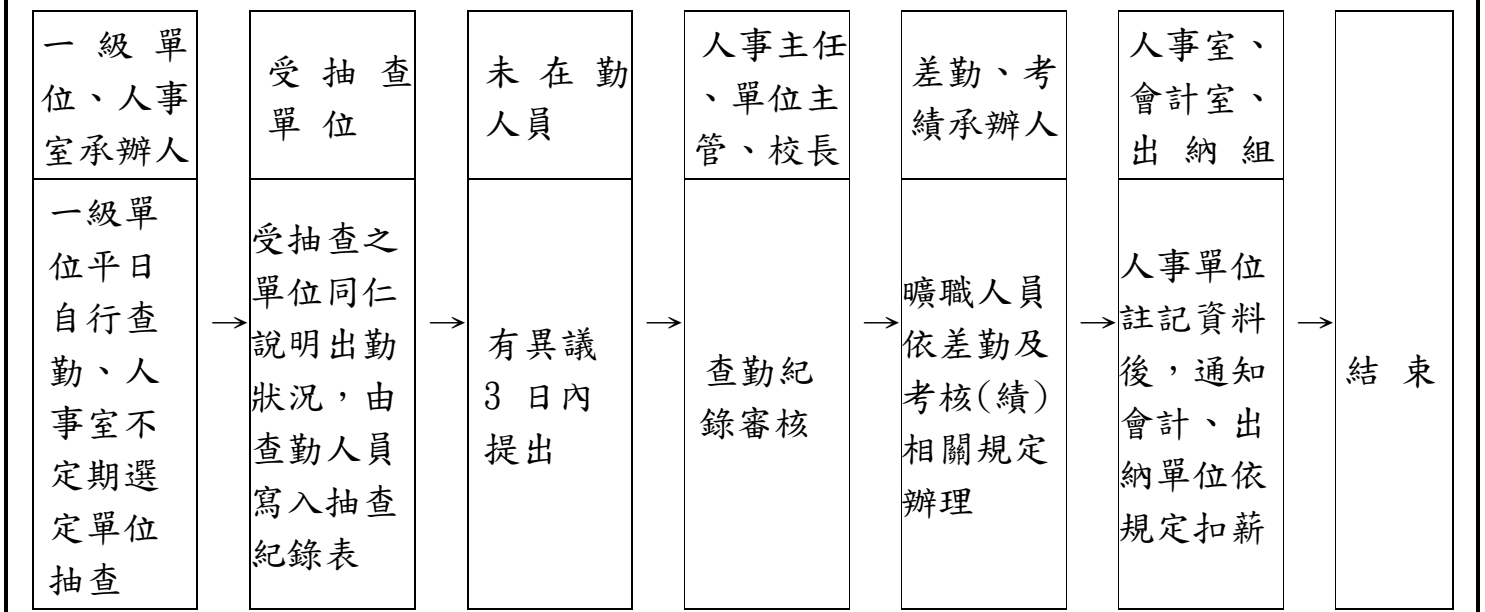 一級單
位、人事
室承辦人
一級單
位平日
自行查
勤、人
事室不
定期選
定單位
抽查
→
受抽查
單位
受抽查之
單位同仁
說明出勤
狀況，由
查勤人員
寫入抽查
紀錄表
→
未在勤
人員
有異議
3 日內
提出
→
人事主任
、單位主
管、校長
查勤紀
錄審核
→
差勤、考
績承辦人
曠職人員
依差勤及
考核(績)
相關規定
辦理
→
人事室、
會計室、
出納組
人事單位
註記資料
後，通知
會計、出
納單位依
規定扣薪
→
結束